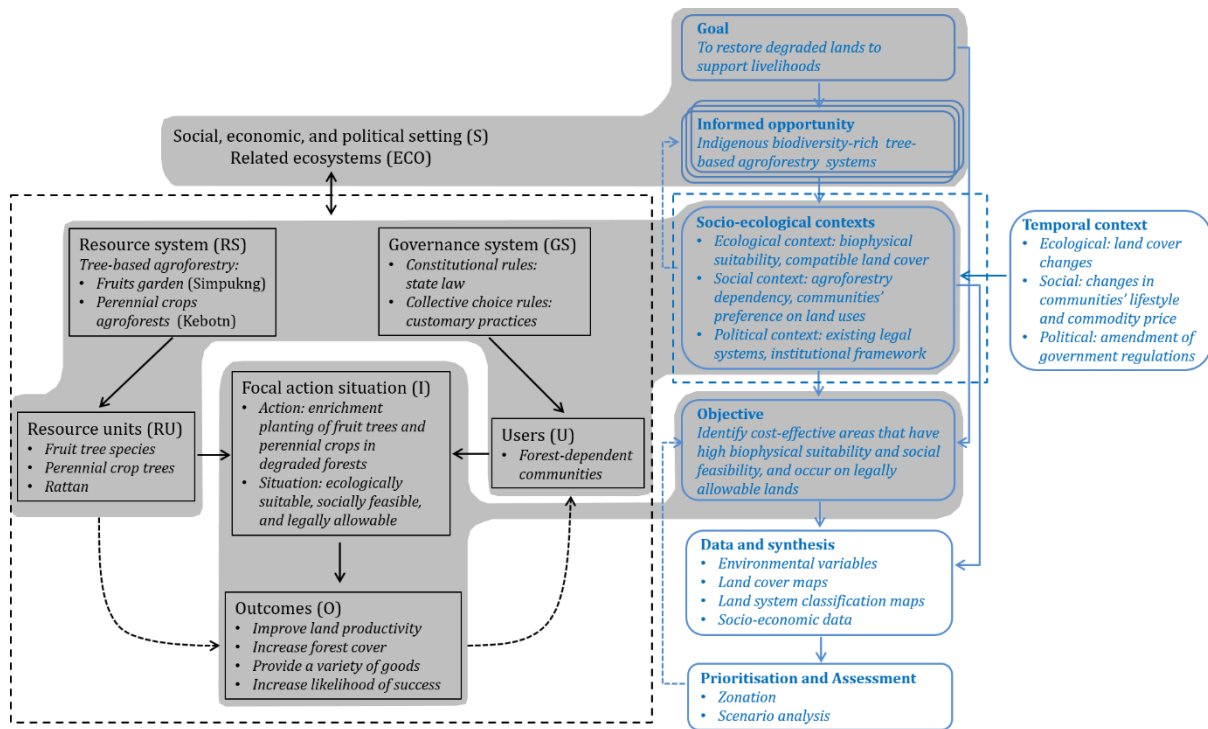 Social, economic, and political setting (S)
Related ecosystems (ECO)
Resource system (RS)
Tree-based agroforestry:
• Fruits garden (Simpukng)
• Perennial crops
agroforests (Kebotn)
Governance system (GS)
• Constitutional rules:
state law
• Collective choice rules:
customary practices
Resource units (RU)
• Fruit tree species
• Perennial crop trees
• Rattan
Focal action situation (I)
• Action: enrichment
planting of fruit trees and
perennial crops in
degraded forests
• Situation: ecologically
suitable, socially feasible,
and legally allowable
Users (U)
• Forest-dependent
communities
Outcomes (O)
• Improve land productivity
• Increase forest cover
• Provide a variety of goods
• Increase likelihood of success
Goal
To restore degraded lands to
support livelihoods
Informed opportunity
Indigenous biodiversity-rich tree-
based agroforestry systems
Socio-ecological contexts
• Ecological context: biophysical
suitability, compatible land cover
• Social context: agroforestry
dependency, communities'
preference on land uses
• Political context: existing legal
systems, institutional framework
Temporal context
• Ecological: land cover
changes
• Social: changes in
communities' lifestyle
and commodity price
• Political: amendment of
government regulations
Objective
Identify cost-effective areas that have
high biophysical suitability and social
feasibility, and occur on legally
allowable lands
Data and synthesis
• Environmental variables
• Land cover maps
• Land system classification maps
• Socio-economic data
Prioritisation and Assessment
• Zonation
• Scenario analysis